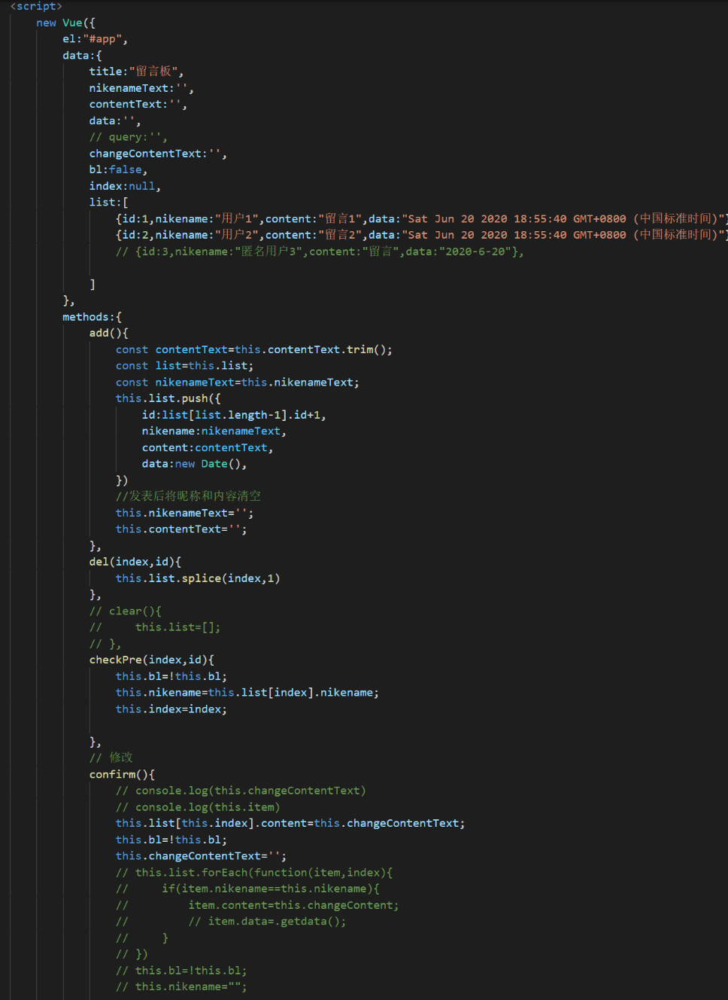 <script>
new Vue({
el:"#app",
data:{
title:"留言板",
nikenameText:'',
contentText:'',
data:'',
// query:'',
changeContentText:'',
bl:false,
index:null,
list:[
{id:1,nikename:"用户1",content:"留言1",data:"Sat Jun 20 2020 18:55:40 GMT+0800 (中国标准时间)"}
{id:2,nikename:"用户2",content:"留言2",data:"Sat Jun 20 2020 18:55:40 GMT+0800 (中国标准时间)"}
// {id:3,nikename:"匿名用户3",content:"留言",data:"2020-6-20"},
]
},
methods:{
add(){
const contentText=this.contentText.trim();
const list=this.list;
const nikenameText=this.nikenameText;
this.list.push({
id:list[list.length-1].id+1,
nikename:nikenameText,
content:contentText,
data:new Date(),
})
//发表后将昵称和内容清空
this.nikenameText='';
this.contentText='';
},
del(index,id){
this.list.splice(index,1)
},
// clear(){
// this.list=[];
// },
checkPre(index,id){
this.bl=!this.bl;
this.nikename=this.list[index].nikename;
this.index=index;
},
// 修改
confirm(){
// console.log(this.changeContentText)
// console.log(this.item)
this.list[this.index].content=this.changeContentText;
this.bl=!this.bl;
this.changeContentText='';
// this.list.forEach(function(item,index){
// if(item.nikename==this.nikename){
// item.content=this.changeContent;
// // item.data=.getdata();
// }
// })
// this.bl=!this.bl;
// this.nikename="";